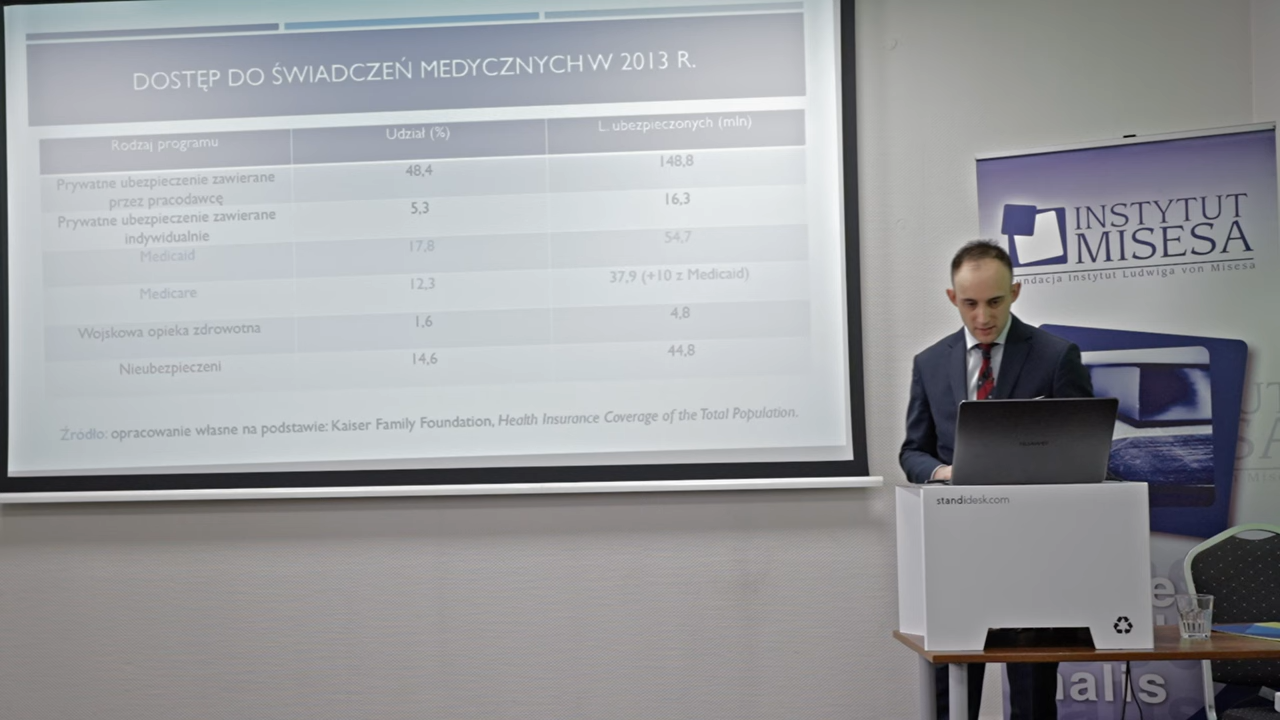 DOSTĘP DO ŚWIADCZEŃ MEDYCZNYCH W 2013 R.
Rodzaj programu Udział (%) L. ubezpieczonych (mln)
Prywatne ubezpieczenie zawierane
przez pracodawcę 48,4 148,8
Prywatne ubezpieczenie zawierane
indywidualnie 5,3 16,3
Medicaid 17,8 54,7
Medicare 12,3 37,9 (+10 z Medicaid)
Wojskowa opieka zdrowotna 1,6 4,8
Nieubezpieczeni 14,6 44,8
Źródło: opracowanie własne na podstawie: Kaiser Family Foundation, Health Insurance Coverage of the Total Population.
INSTYTUT
MISESA
Fundacja Instytut Ludwiga von Misesa
HUAWEI
standidesk.com